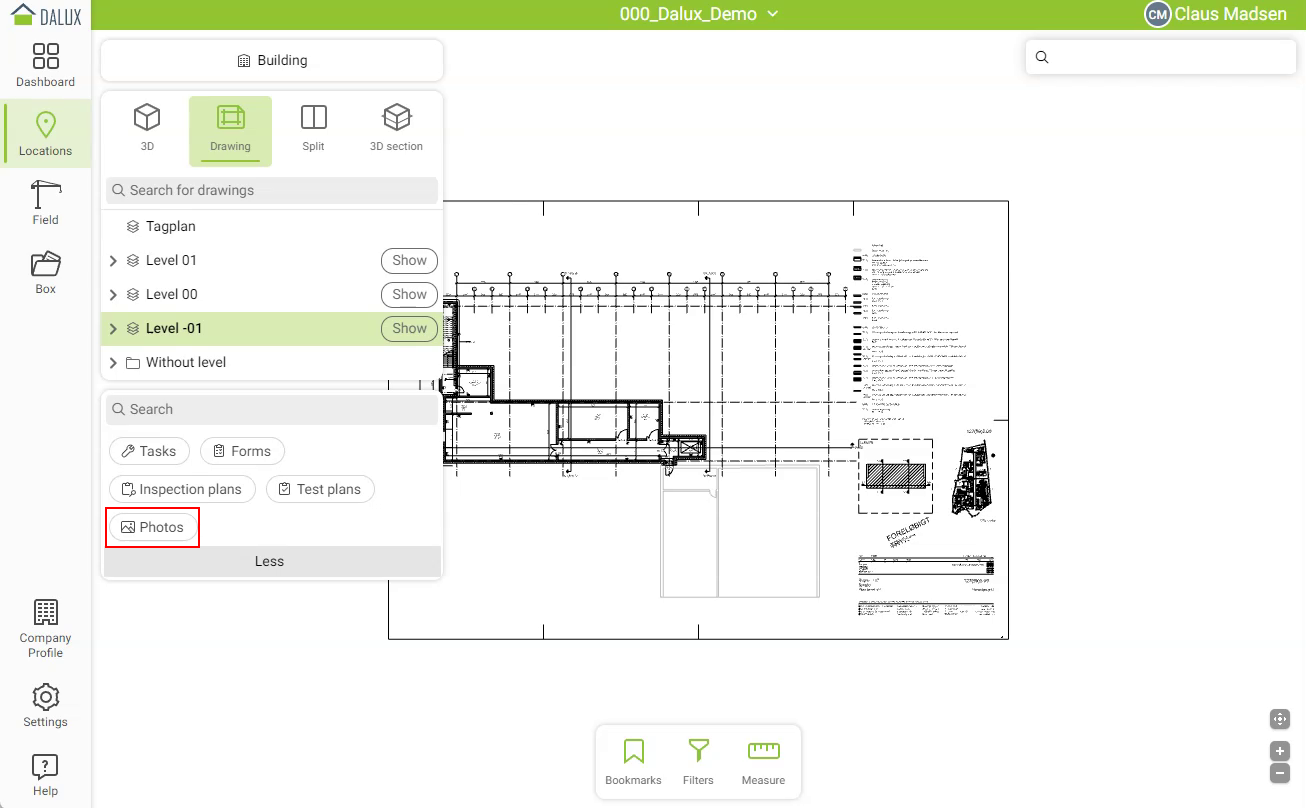 DALUX
000_Dalux_Demo
CM Claus Madsen
Dashboard
Locations
Field
Box
Company
Profile
Settings
Help
Building
3D
Drawing
Split
3D section
Search for drawings
Tagplan
Level 01
Show
Level 00
Show
Level -01
Show
Without level
Search
Tasks
Forms
Inspection plans
Test plans
Photos
Less
FORELØBIGT
Bookmarks
Filters
Measure